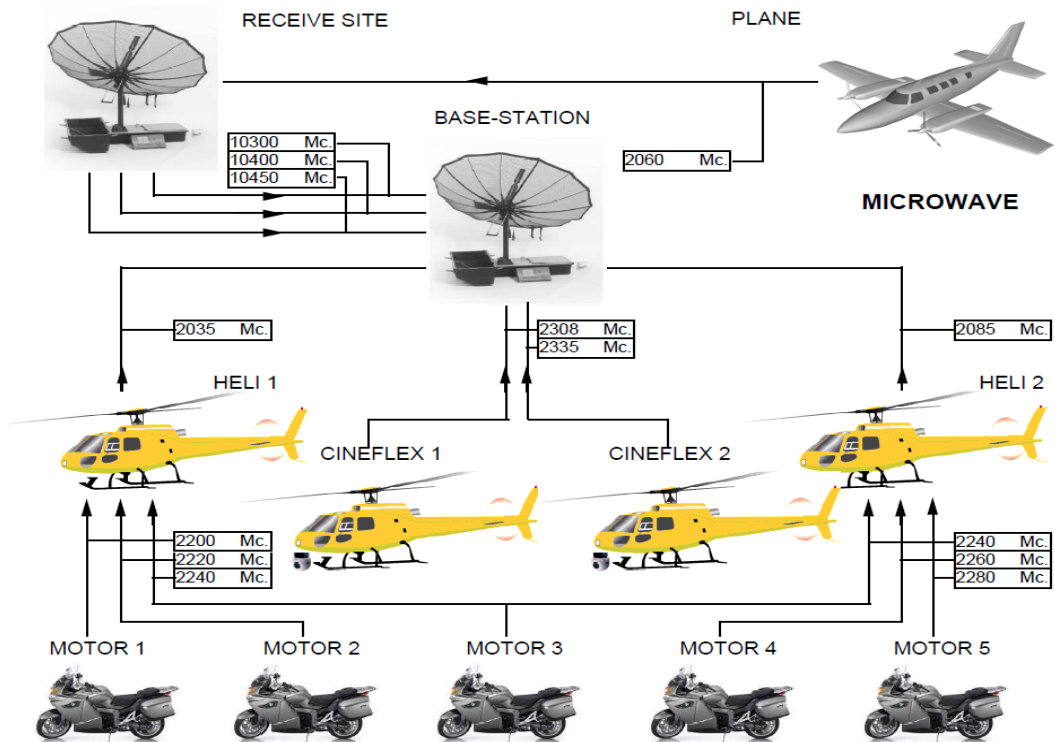 RECEIVE SITE
PLANE
BASE-STATION
10300 Mc.
10400 Mc.
10450 Mc.
2060 Mc.
MICROWAVE
2035 Mc.
2308 Mc.
2335 Mc.
2085 Mc.
HELI 1
HELI 2
CINEFLEX 1
CINEFLEX 2
2200 Mc.
2220 Mc.
2240 Mc.
2240 Mc.
2260 Mc.
2280 Mc.
MOTOR 1
MOTOR 2
MOTOR 3
MOTOR 4
MOTOR 5